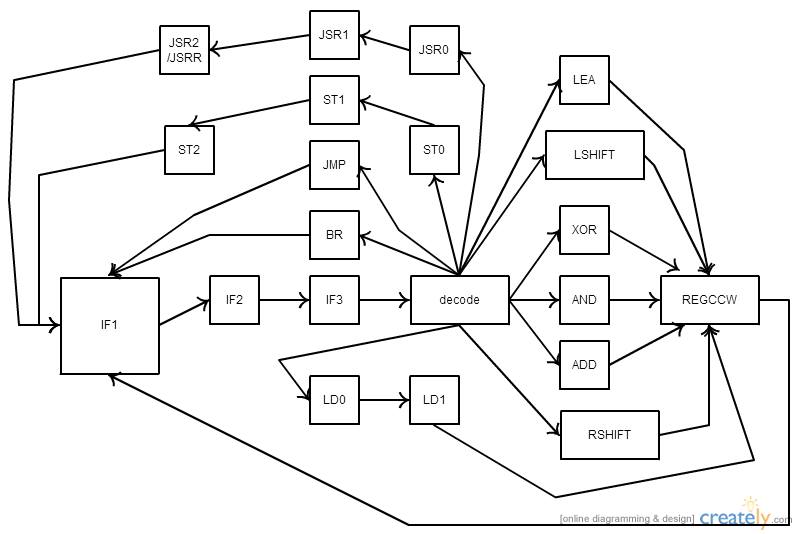 JSR2
/JSRR
JSR1
JSR0
LEA
ST2
ST1
ST0
LSHIFT
JMP
XOR
BR
IF1
IF2
IF3
decode
AND
REGCCW
ADD
LD0
LD1
RSHIFT
[online diagramming & design] creately.com